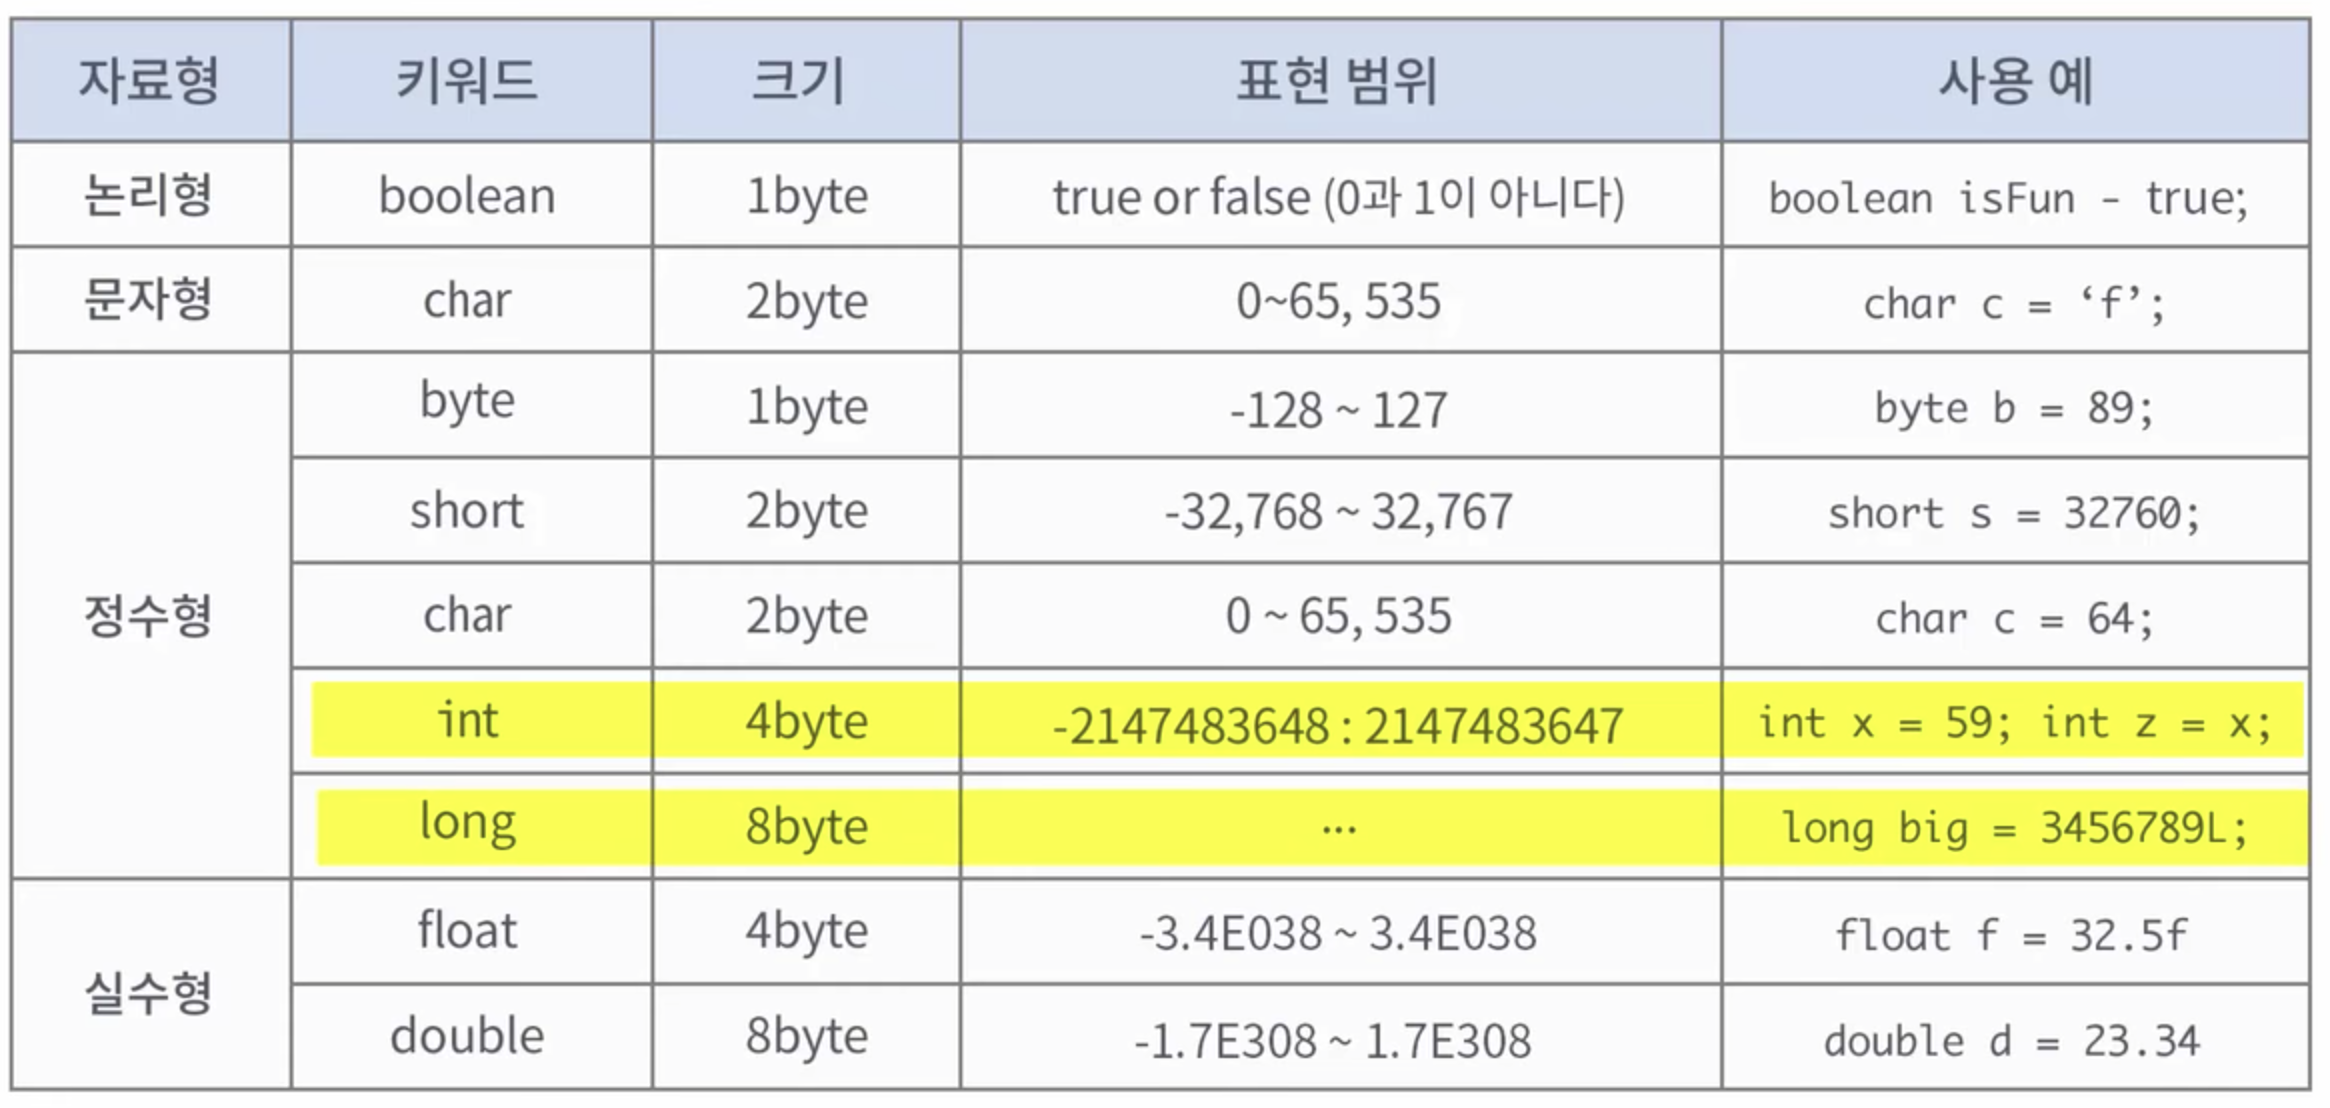 자료형 키워드 크기 표현 범위 사용 예
논리형 boolean 1byte true or false (0과 1이 아니다) boolean isFun - true;
문자형 char 2byte 0~65, 535 char c = ‘f’;
정수형 byte 1byte -128 ~ 127 byte b = 89;
short 2byte -32,768 ~ 32,767 short s = 32760;
char 2byte 0 ~ 65, 535 char c = 64;
int 4byte -2147483648 : 2147483647 int x = 59; int z = x;
long 8byte ... long big = 3456789L;
실수형 float 4byte -3.4E038 ~ 3.4E038 float f = 32.5f
double 8byte -1.7E308 ~ 1.7E308 double d = 23.34